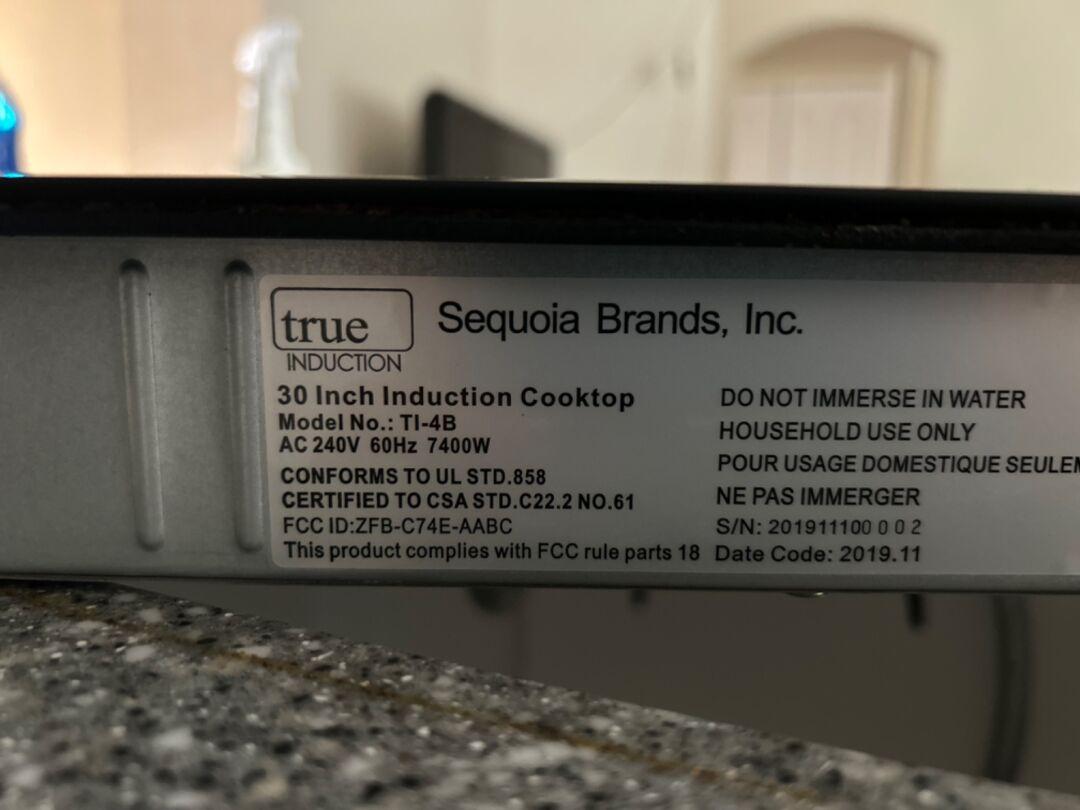 true
INDUCTION
Sequoia Brands, Inc.
30 Inch Induction Cooktop
Model No.: TI-4B
AC 240V 60Hz 7400W
CONFORMS TO UL STD.858
CERTIFIED TO CSA STD.C22.2 NO.61
FCC ID:ZFB-C74E-AABC
This product complies with FCC rule parts 18
DO NOT IMMERSE IN WATER
HOUSEHOLD USE ONLY
POUR USAGE DOMESTIQUE
NE PAS IMMERGER
S/N: 201911100 0 0 2
Date Code: 2019.11